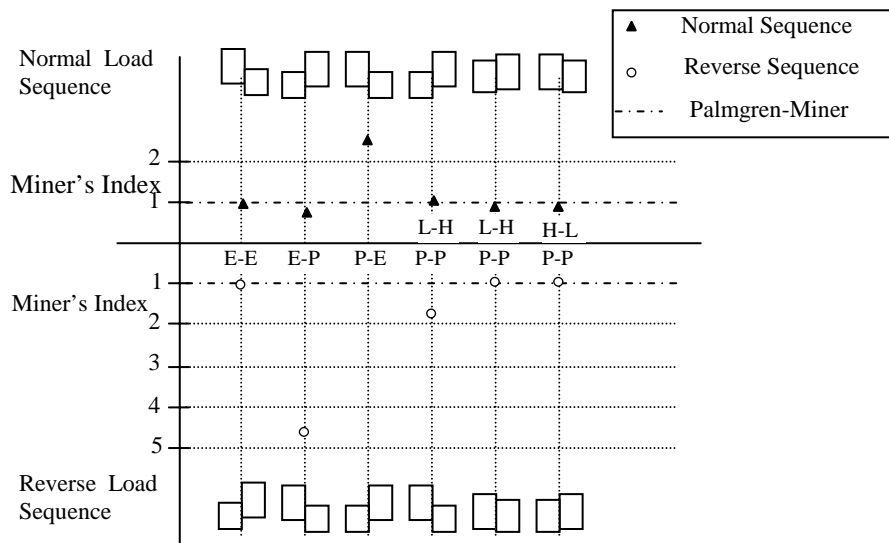 Normal Load
Sequence
Normal Sequence
Reverse Sequence
Palmgren-Miner
2
Miner's Index
1
L-H L-H H-L
E-E E-P P-E P-P P-P P-P
1
Miner's Index
2
3
4
5
Reverse Load
Sequence